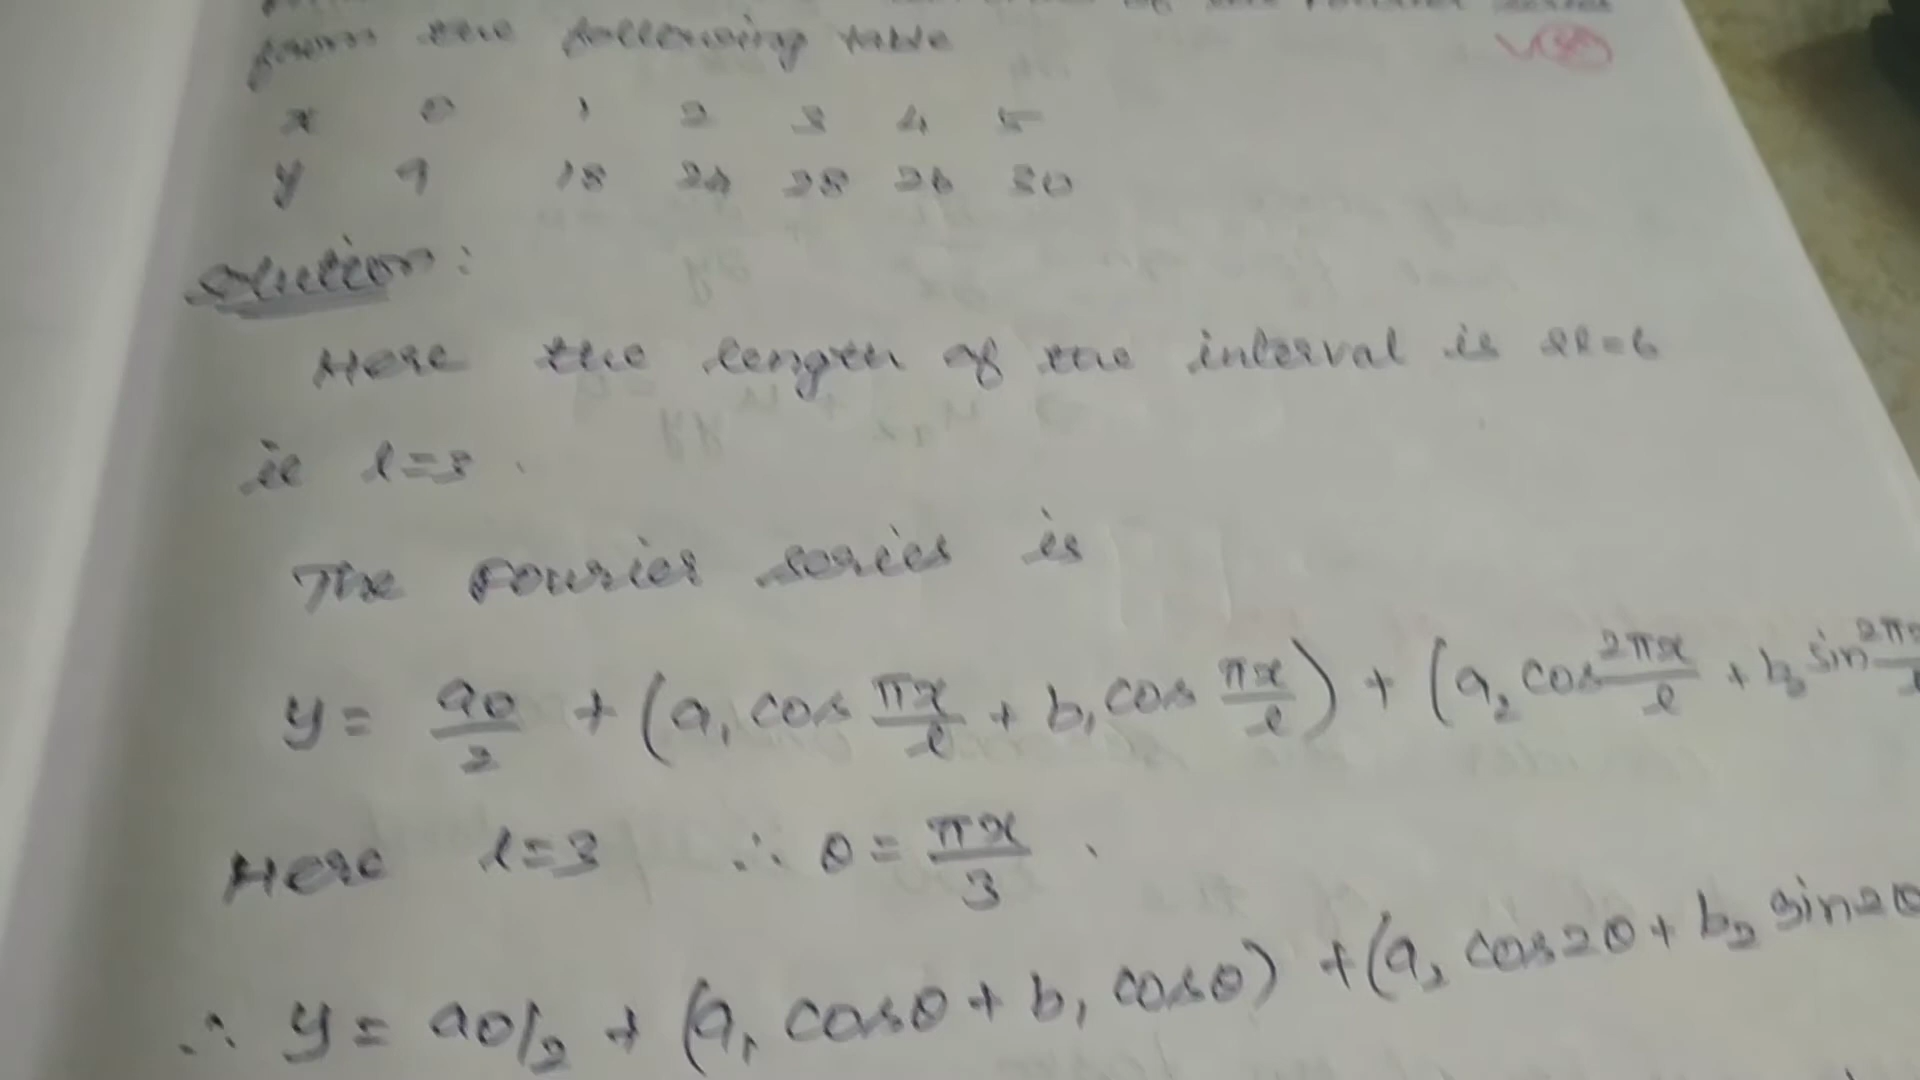 from the following table
x 0 1 2 3 4 5
y 9 18 24 28 26 30
Solution:
Here the length of the interval is 2l=6
ie l=3.
The Fourier series is
y = a0/2 + (a1 cos πx/l + b1 cos πx/l) + (a2 cos 2πx/l + b2 sin 2πx/l
Here l=3 ∴ θ = πx/3.
∴ y = a0/2 + (a1 cosθ + b1 cosθ) + (a2 cos2θ + b2 sin2θ